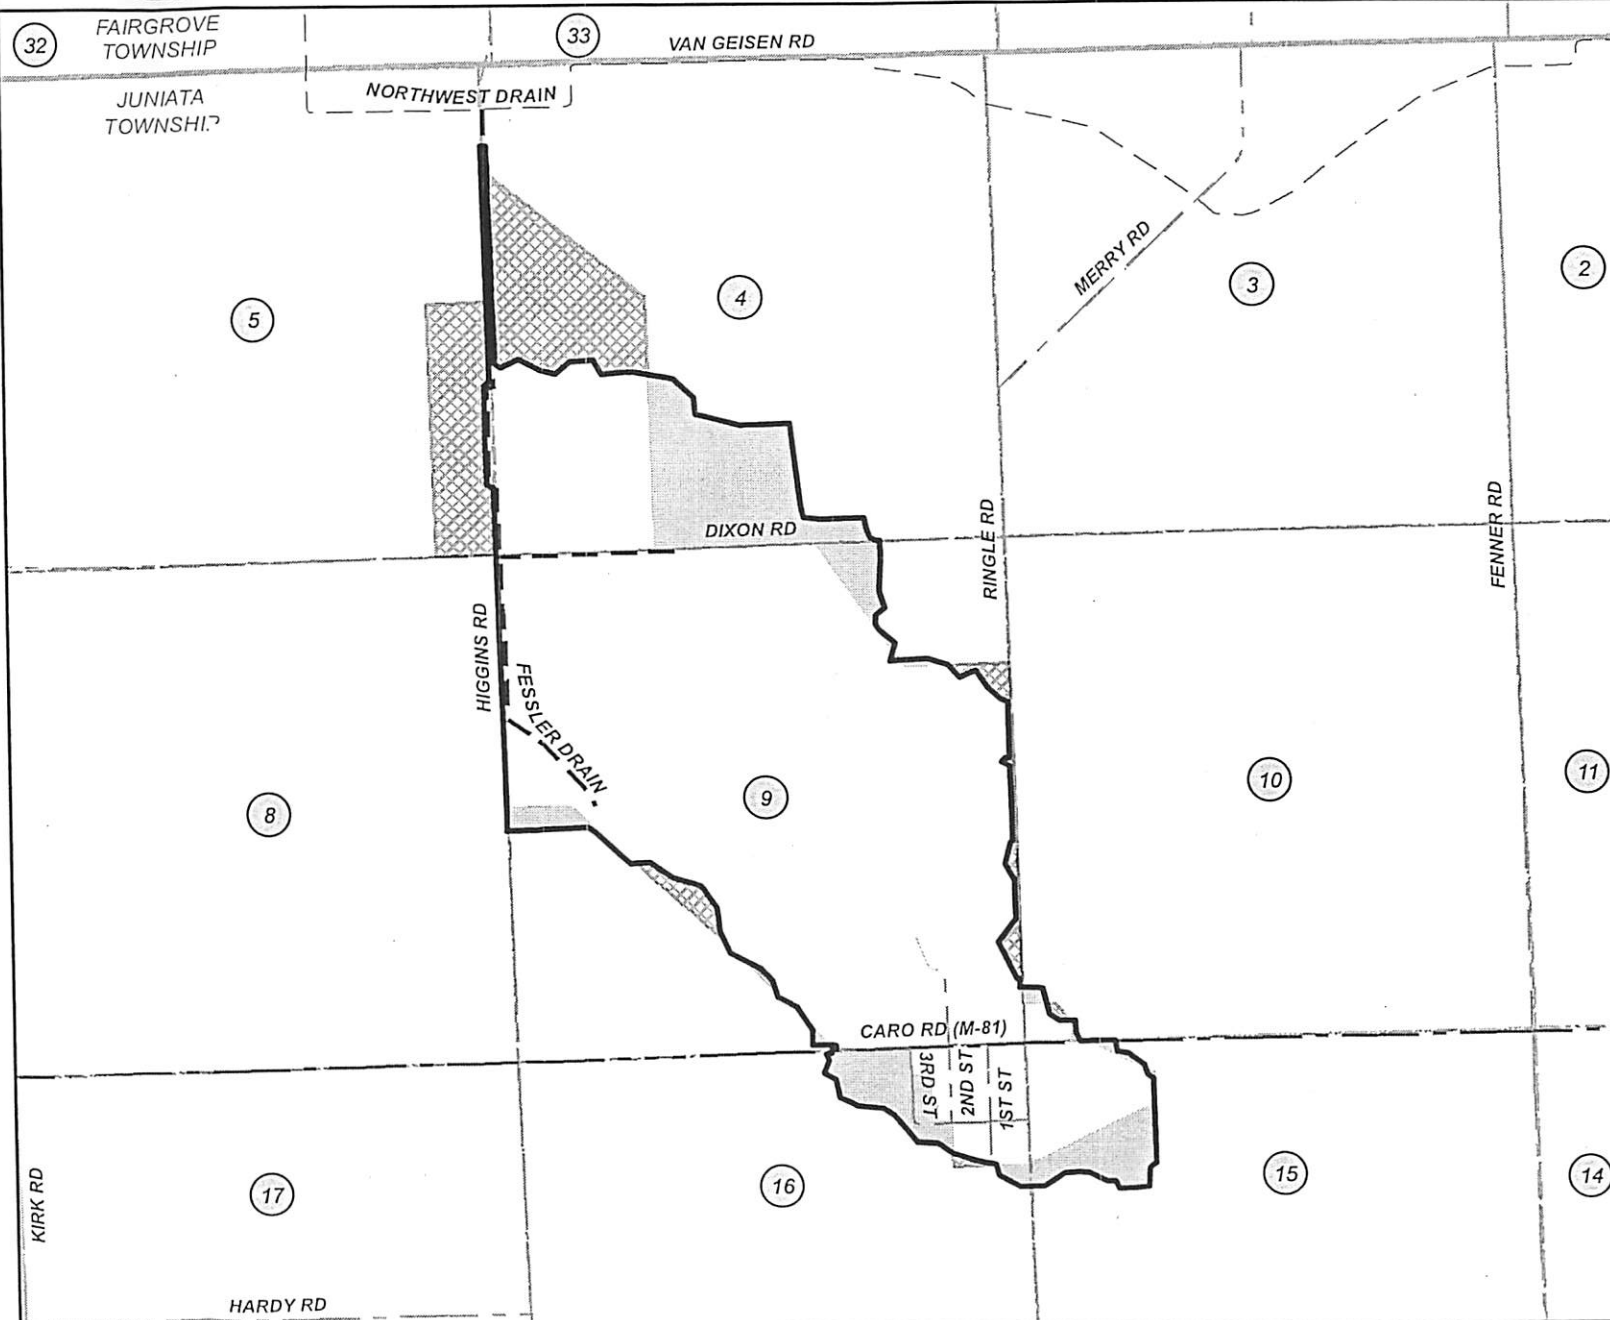 32
FAIRGROVE
TOWNSHIP
33
VAN GEISEN RD
JUNIATA
TOWNSHIP
NORTHWEST DRAIN
5
4
MERRY RD
3
2
DIXON RD
RINGLE RD
FENNER RD
HIGGINS RD
FESSLER DRAIN
8
9
10
11
CARO RD (M-81)
3RD ST
2ND ST
1ST ST
KIRK RD
17
16
15
14
HARDY RD